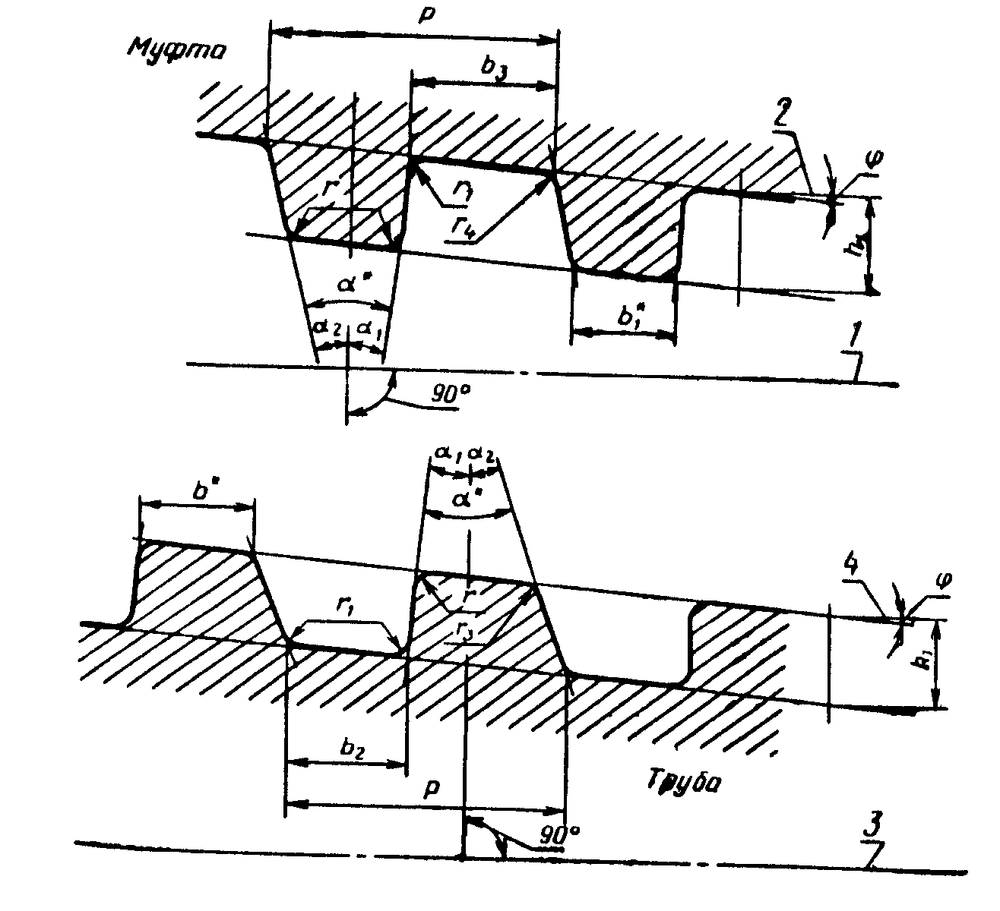 P
Муфта
b₃
2
φ
r
r₁
r₄
h
α*
α₂ α₁
b₁*
1
90°
α₁ α₂
b*
α*
4
φ
r₁
r
r₃
h₁
b₂
Труба
P
90°
3